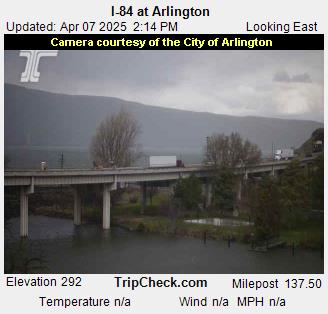 I-84 at Arlington
Updated: Apr 07 2025 2:14 PM Looking East
Camera courtesy of the City of Arlington
Elevation 292 TripCheck.com Milepost 137.50
Temperature n/a Wind n/a MPH n/a